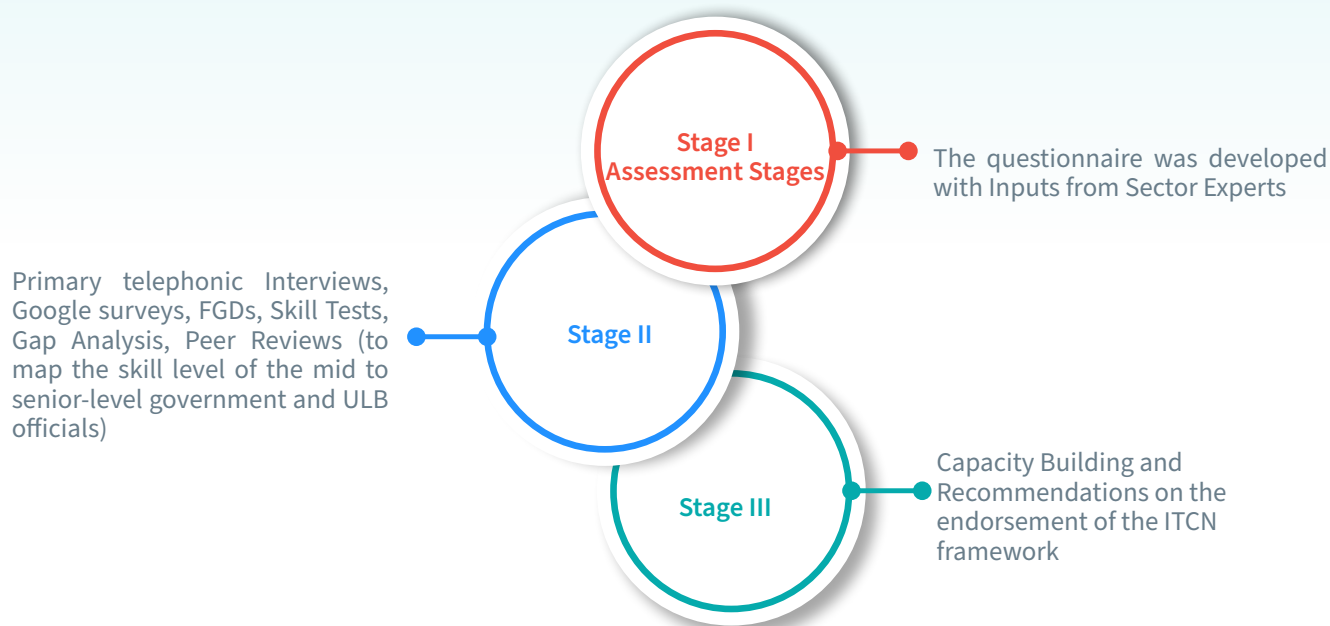 Stage I
Assessment Stages
The questionnaire was developed
with Inputs from Sector Experts
Primary telephonic Interviews,
Google surveys, FGDs, Skill Tests,
Gap Analysis, Peer Reviews (to
map the skill level of the mid to
senior-level government and ULB
officials)
Stage II
Stage III
Capacity Building and
Recommendations on the
endorsement of the ITCN
framework